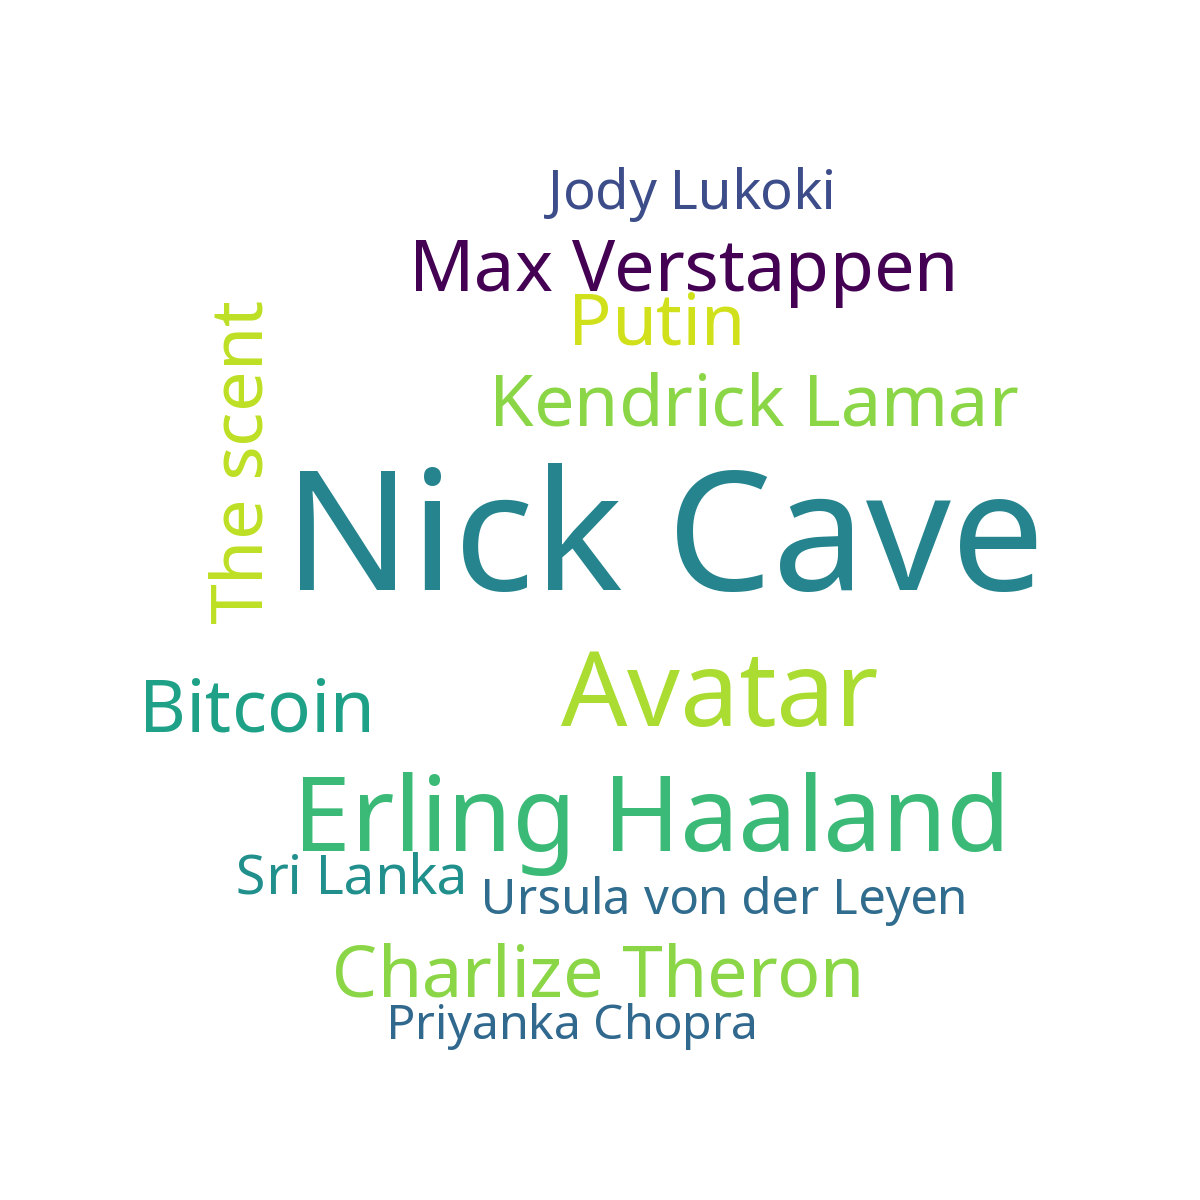 Jody Lukoki
Max Verstappen
Putin
The scent
Kendrick Lamar
Nick Cave
Avatar
Bitcoin
Erling Haaland
Sri Lanka
Ursula von der Leyen
Charlize Theron
Priyanka Chopra